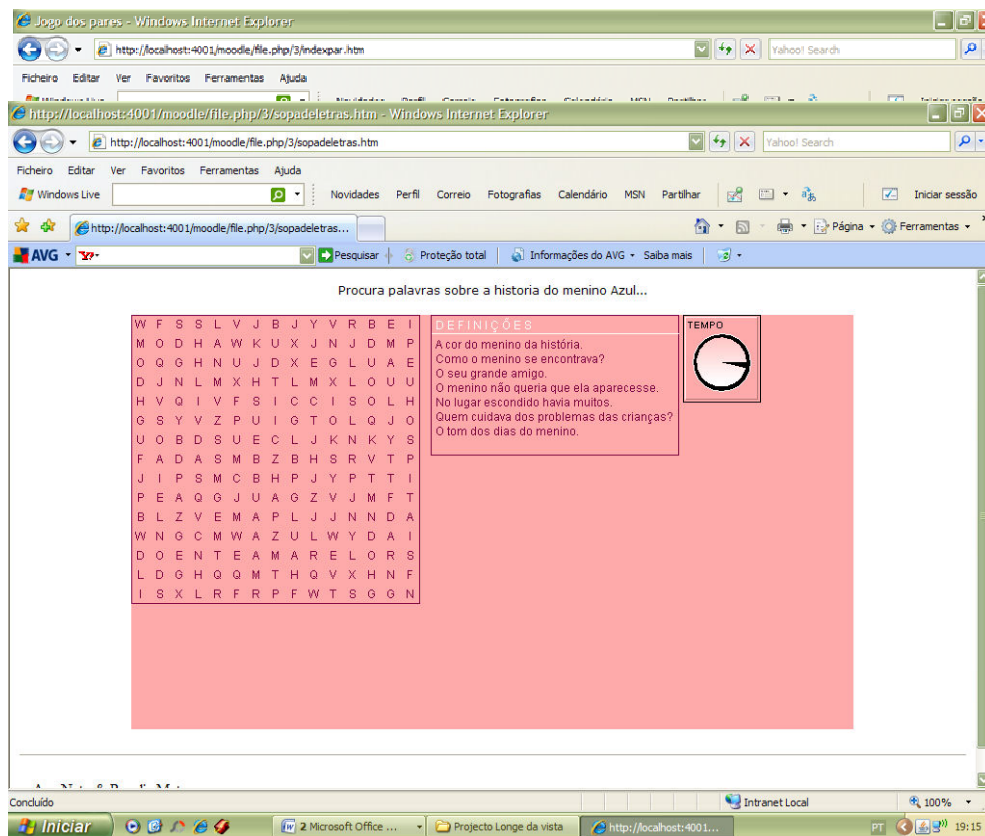 Jogo dos pares - Windows Internet Explorer
http://localhost:4001/moodle/file.php/3/indexpar.htm
Yahoo! Search
Ficheiro Editar Ver Favoritos Ferramentas Ajuda
http://localhost:4001/moodle/file.php/3/sopadeletras.htm - Windows Internet Explorer
http://localhost:4001/moodle/file.php/3/sopadeletras.htm
Yahoo! Search
Ficheiro Editar Ver Favoritos Ferramentas Ajuda
Windows Live Novidades Perfil Correio Fotografias Calendário MSN Partilhar Iniciar sessão
http://localhost:4001/moodle/file.php/3/sopadeletras... Página Ferramentas
AVG Y? Pesquisar Proteção total Informações do AVG Saiba mais
Procura palavras sobre a historia do menino Azul...
W F S S L V J B J Y V R B E I
M O D H A W K U X J N J D M P
O Q G H N U J D X E G L U A E
D J N L M X H T L M X L O U U
H V Q I V F S I C C I S O L H
G S Y V Z P U I G T O L Q J O
U O B D S U E C L J K N K Y S
F A D A S M B Z B H S R V T P
J I P S M C B H P J Y P T T I
P E A Q G J U A G Z V J M F T
B L Z V E M A P L J J N N D A
W N G C M W A Z U L W Y D A I
D O E N T E A M A R E L O R S
L D G H Q Q M T H Q V X H N F
I S X L R F R P F W T S G G N
DEFINIÇÕES
A cor do menino da história.
Como o menino se encontrava?
O seu grande amigo.
O menino não queria que ela aparecesse.
No lugar escondido havia muitos.
Quem cuidava dos problemas das crianças?
O tom dos dias do menino.
TEMPO
Concluído Intranet Local 100%
Iniciar 2 Microsoft Office ... Projecto Longe da vista http://localhost:4001... PT 19:15